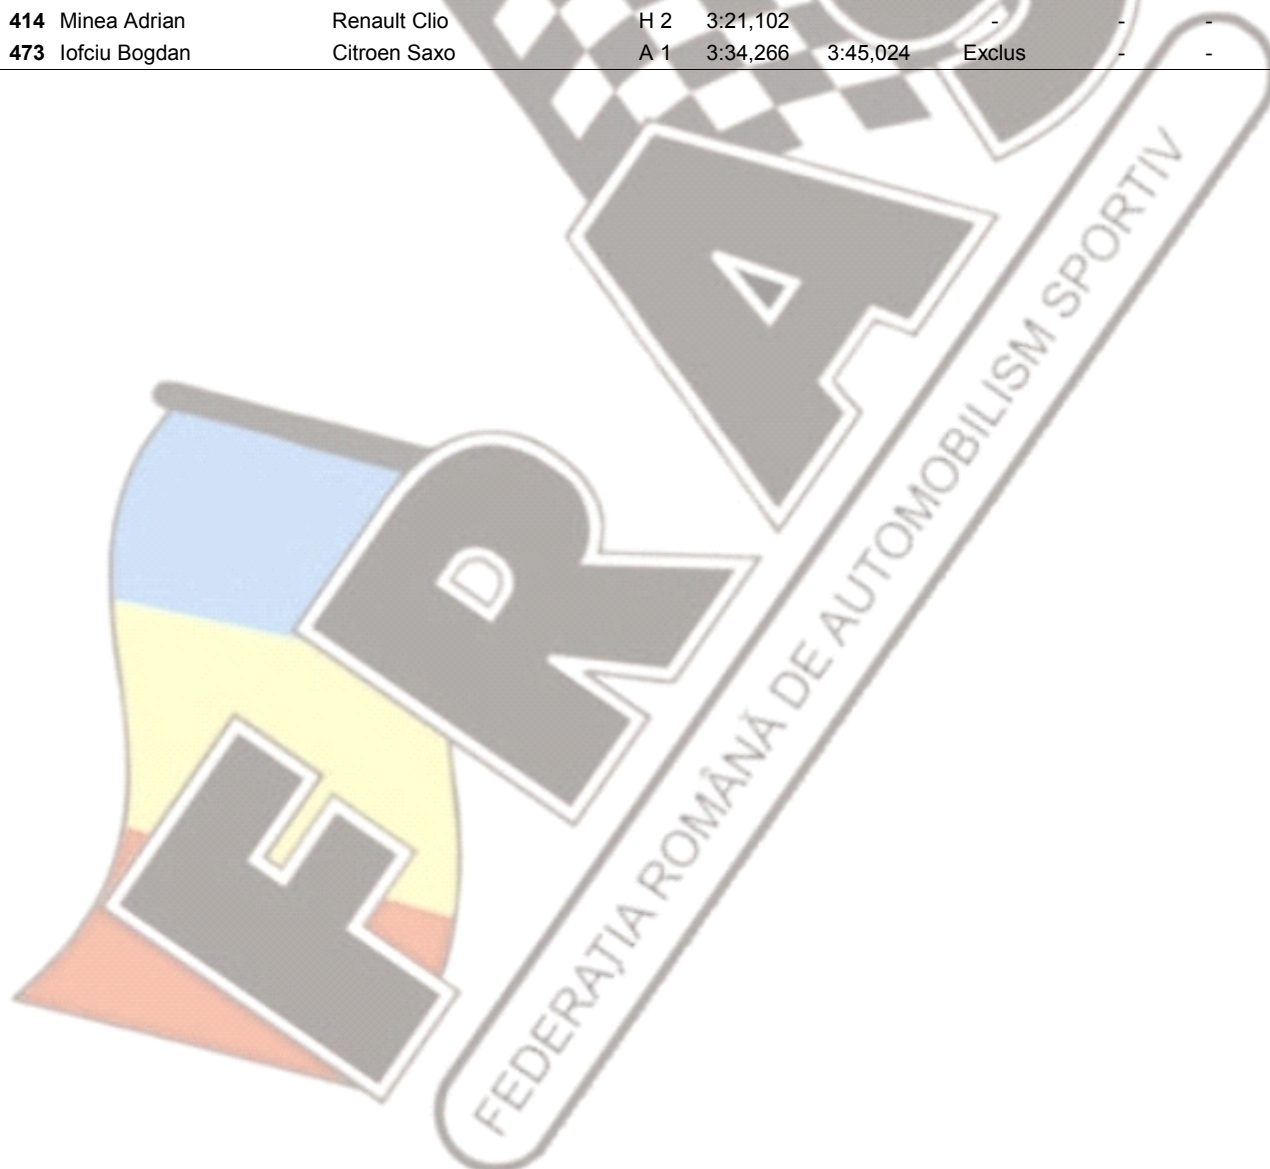 414 Minea Adrian Renault Clio H 2 3:21,102 - - -
473 Iofciu Bogdan Citroen Saxo A 1 3:34,266 3:45,024 Exclus - -
FRAS
FEDERAȚIA ROMÂNĂ DE AUTOMOBILISM SPORTIV